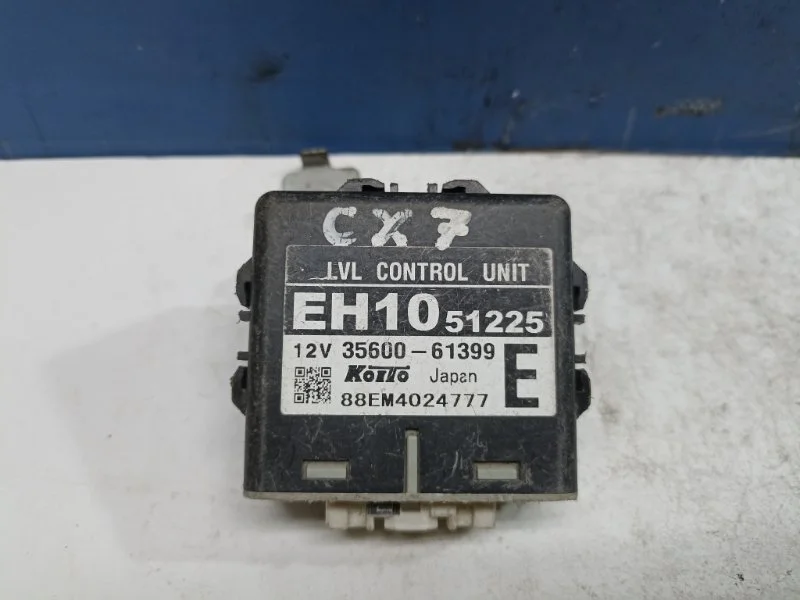 CX7
LVL CONTROL UNIT
EH10 51225
12V 35600-61399 E
KOITO Japan
88EM4024777